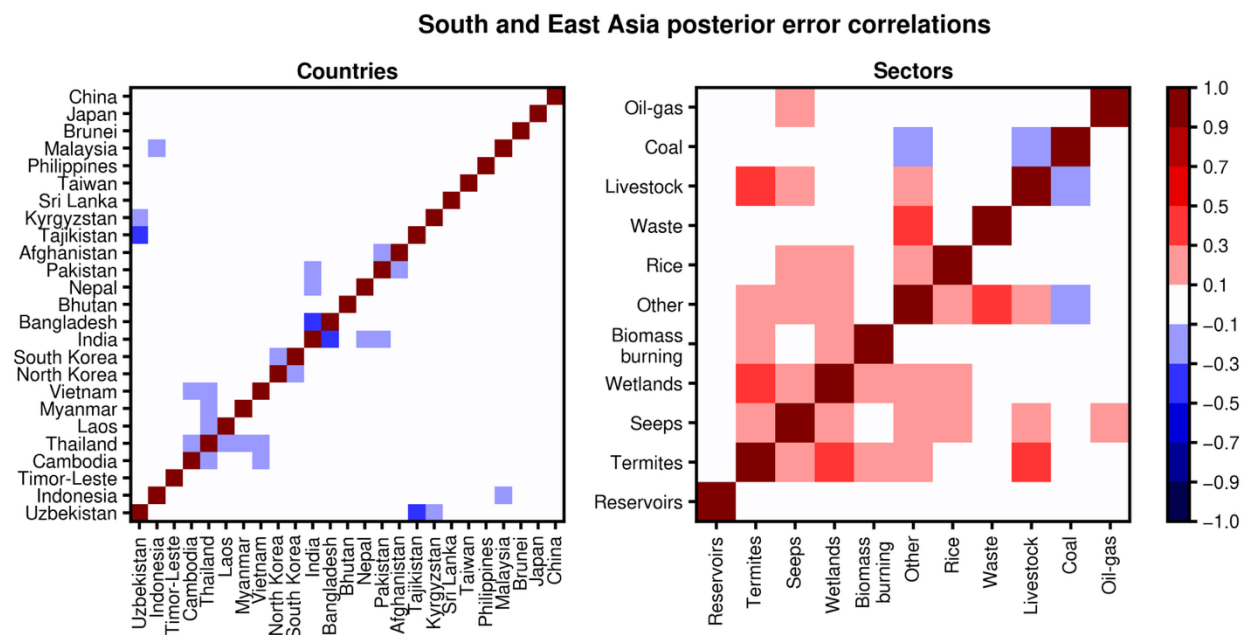 South and East Asia posterior error correlations
Countries
China
Japan
Brunei
Malaysia
Philippines
Taiwan
Sri Lanka
Kyrgyzstan
Tajikistan
Afghanistan
Pakistan
Nepal
Bhutan
Bangladesh
India
South Korea
North Korea
Vietnam
Myanmar
Laos
Thailand
Cambodia
Timor-Leste
Indonesia
Uzbekistan
Uzbekistan
Indonesia
Timor-Leste
Cambodia
Thailand
Laos
Myanmar
Vietnam
North Korea
South Korea
India
Bangladesh
Bhutan
Nepal
Pakistan
Afghanistan
Tajikistan
Kyrgyzstan
Sri Lanka
Taiwan
Philippines
Malaysia
Brunei
Japan
China
Sectors
Oil-gas
Coal
Livestock
Waste
Rice
Other
Biomass
burning
Wetlands
Seeps
Termites
Reservoirs
Reservoirs
Termites
Seeps
Wetlands
Biomass
burning
Other
Rice
Waste
Livestock
Coal
Oil-gas
1.0
0.9
0.7
0.5
0.3
0.1
−0.1
−0.3
−0.5
−0.7
−0.9
−1.0